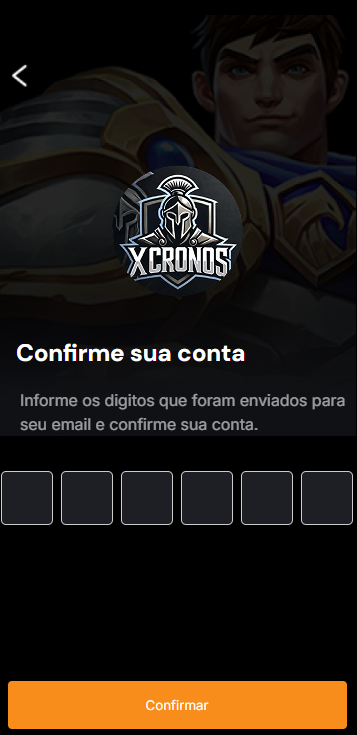 XCRONOS
Confirme sua conta
Informe os digitos que foram enviados para
seu email e confirme sua conta.
Confirmar